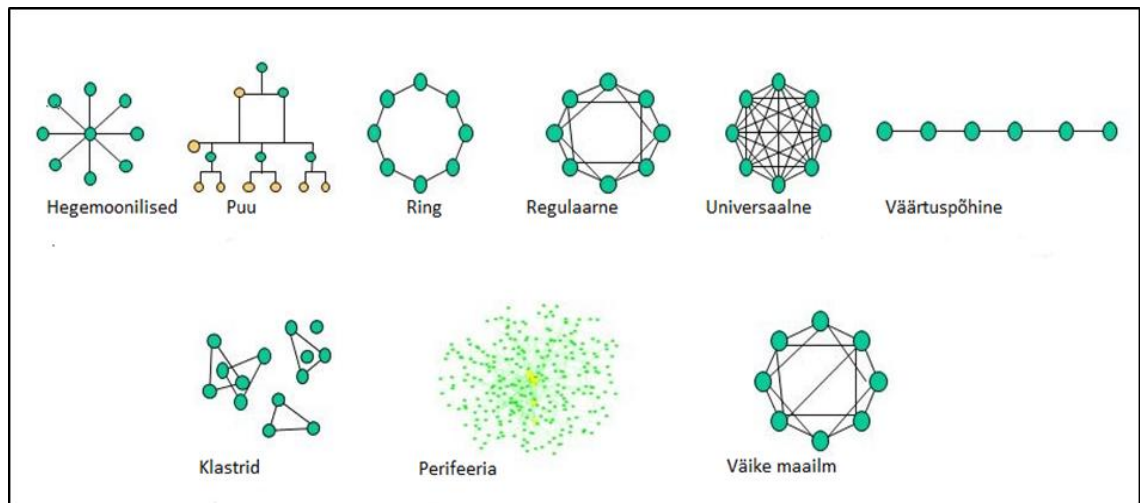 Hegemoonilised Puu Ring Regulaarne Universaalne Väärtuspõhine
Klastrid Perifeeria Väike maailm